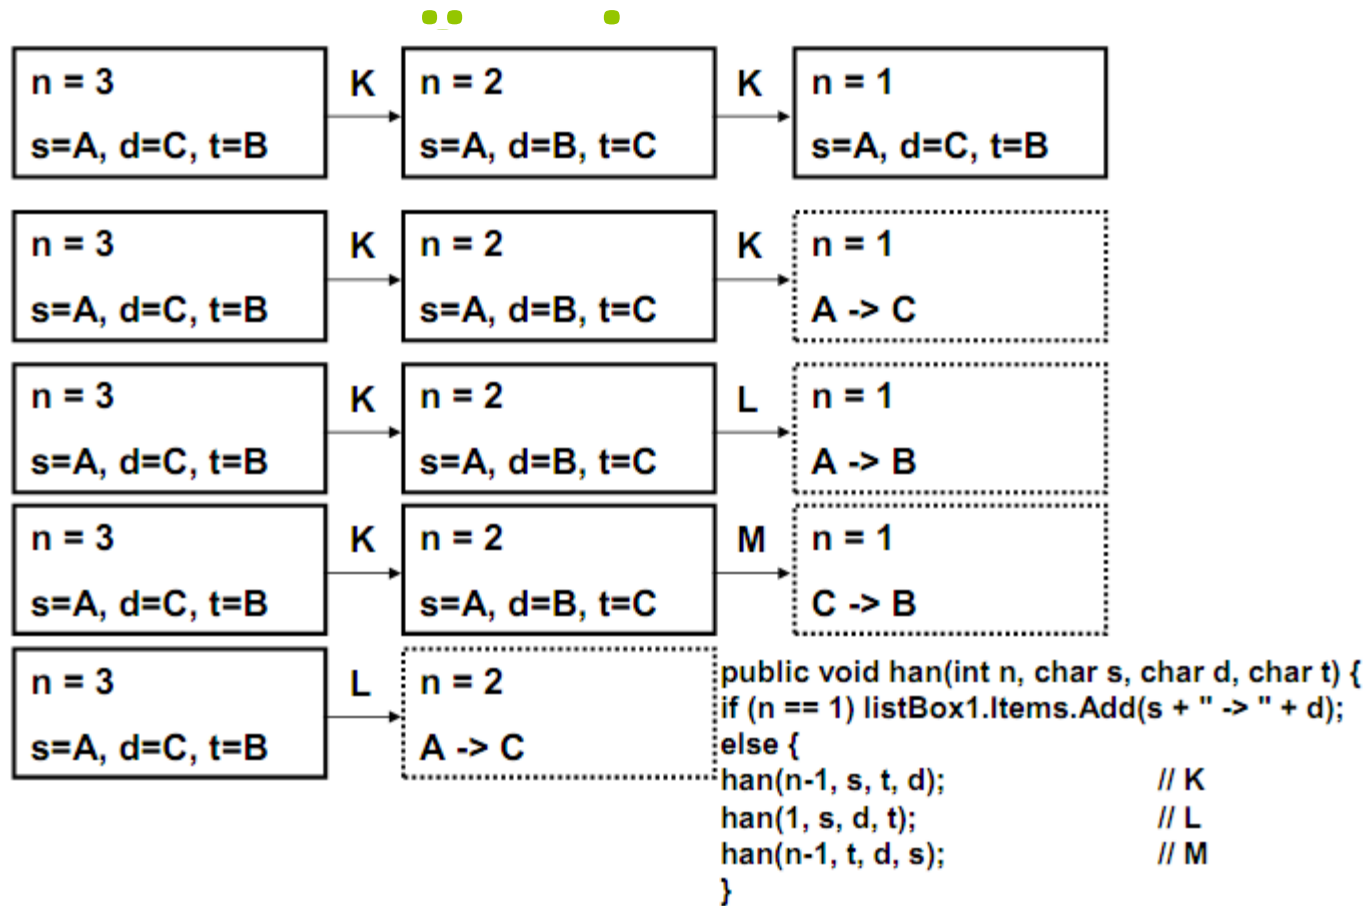 n = 3
s=A, d=C, t=B
K
n = 2
s=A, d=B, t=C
K
n = 1
s=A, d=C, t=B
n = 3
s=A, d=C, t=B
K
n = 2
s=A, d=B, t=C
K
n = 1
A -> C
n = 3
s=A, d=C, t=B
K
n = 2
s=A, d=B, t=C
L
n = 1
A -> B
n = 3
s=A, d=C, t=B
K
n = 2
s=A, d=B, t=C
M
n = 1
C -> B
n = 3
s=A, d=C, t=B
L
n = 2
A -> C
public void han(int n, char s, char d, char t) {
if (n == 1) listBox1.Items.Add(s + " -> " + d);
else {
han(n-1, s, t, d); // K
han(1, s, d, t); // L
han(n-1, t, d, s); // M
}